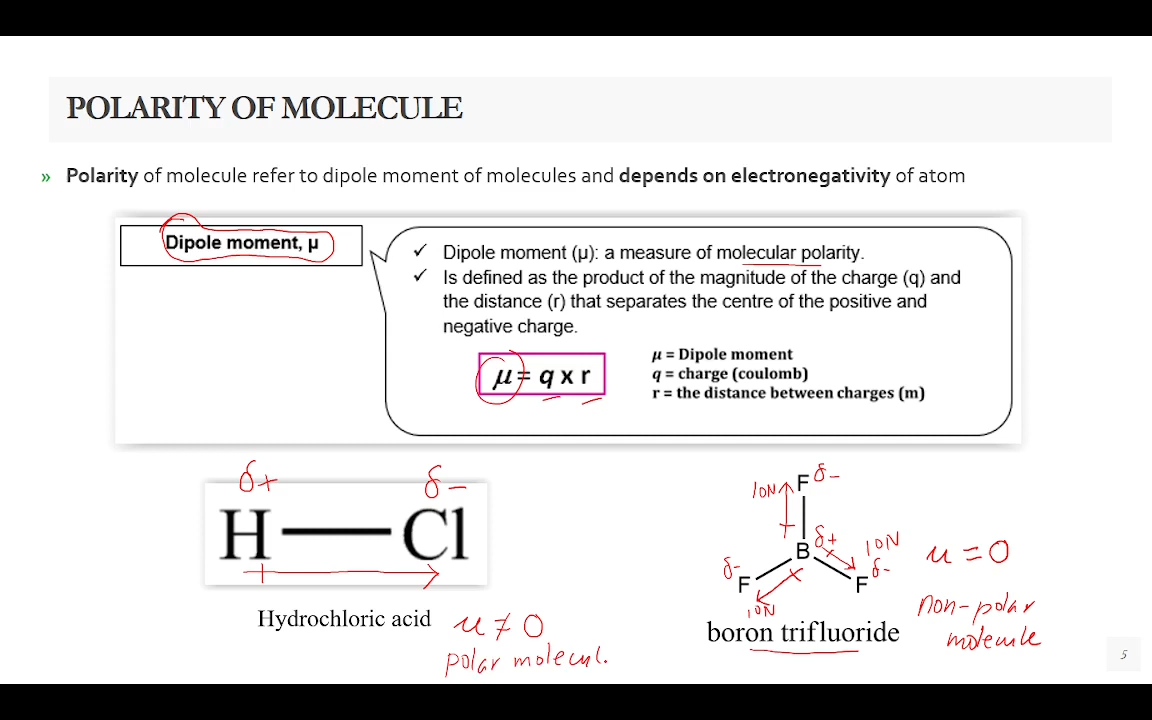 POLARITY OF MOLECULE
» Polarity of molecule refer to dipole moment of molecules and depends on electronegativity of atom
Dipole moment, μ
✓ Dipole moment (μ): a measure of molecular polarity.
✓ Is defined as the product of the magnitude of the charge (q) and
the distance (r) that separates the centre of the positive and
negative charge.
μ = q x r
μ = Dipole moment
q = charge (coulomb)
r = the distance between charges (m)
δ+ δ-
H — Cl
Hydrochloric acid
μ ≠ 0
polar molecul.
10N F δ-
B δ+
10N
δ- F
F δ-
10N
boron trifluoride
μ = 0
non-polar
molecule
5